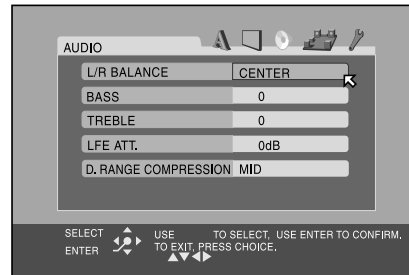 AUDIO
L/R BALANCE CENTER
BASS 0
TREBLE 0
LFE ATT. 0dB
D. RANGE COMPRESSION MID
SELECT
ENTER
USE TO SELECT, USE ENTER TO CONFIRM.
TO EXIT, PRESS CHOICE.